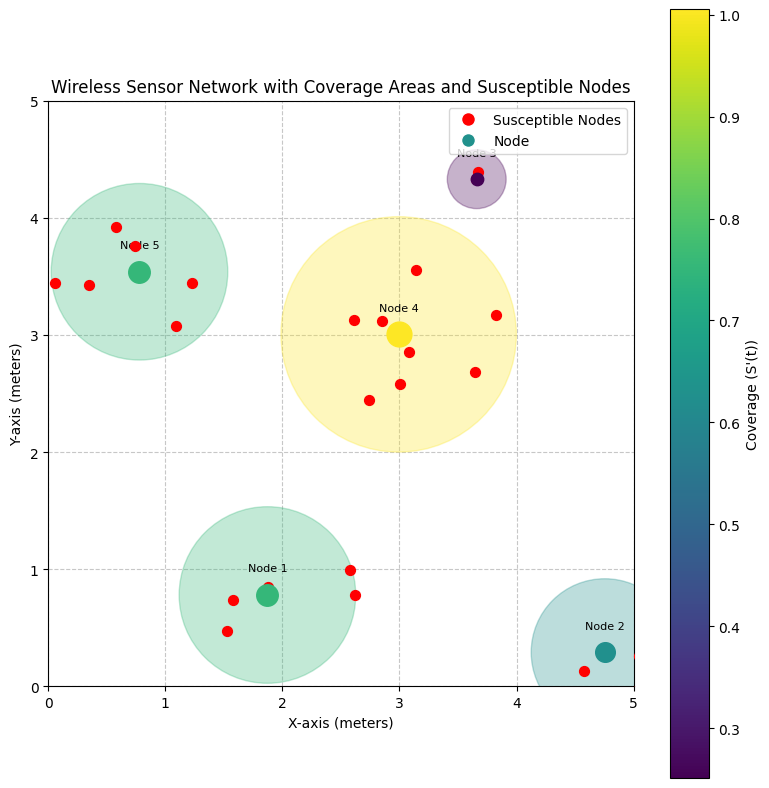 Wireless Sensor Network with Coverage Areas and Susceptible Nodes
Susceptible Nodes
Node
Node 3
Node 5
Node 4
Node 1
Node 2
5
4
3
2
1
0
0 1 2 3 4 5
X-axis (meters)
Y-axis (meters)
1.0
0.9
0.8
0.7
0.6
0.5
0.4
0.3
Coverage (S'(t))